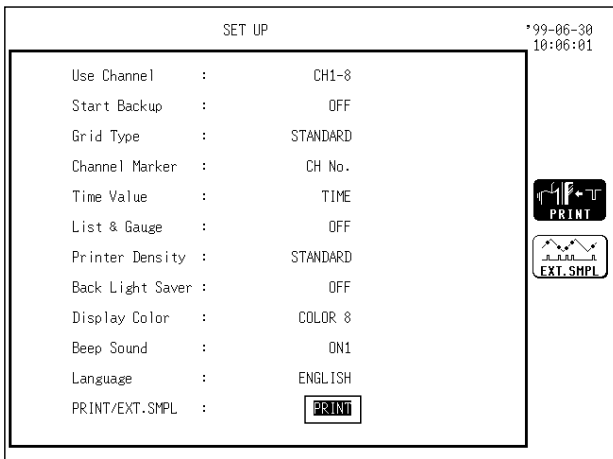 SET UP
'99-06-30
10:06:01
Use Channel : CH1-8
Start Backup : OFF
Grid Type : STANDARD
Channel Marker : CH No.
Time Value : TIME
List & Gauge : OFF
Printer Density : STANDARD
Back Light Saver : OFF
Display Color : COLOR 8
Beep Sound : ON1
Language : ENGLISH
PRINT/EXT.SMPL : PRINT
PRINT
EXT.SMPL